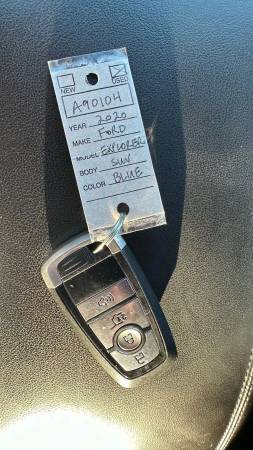 NEW USED
A90104
YEAR 2020
MAKE FORD
MODEL EXPLORER
BODY SUV
COLOR BLUE